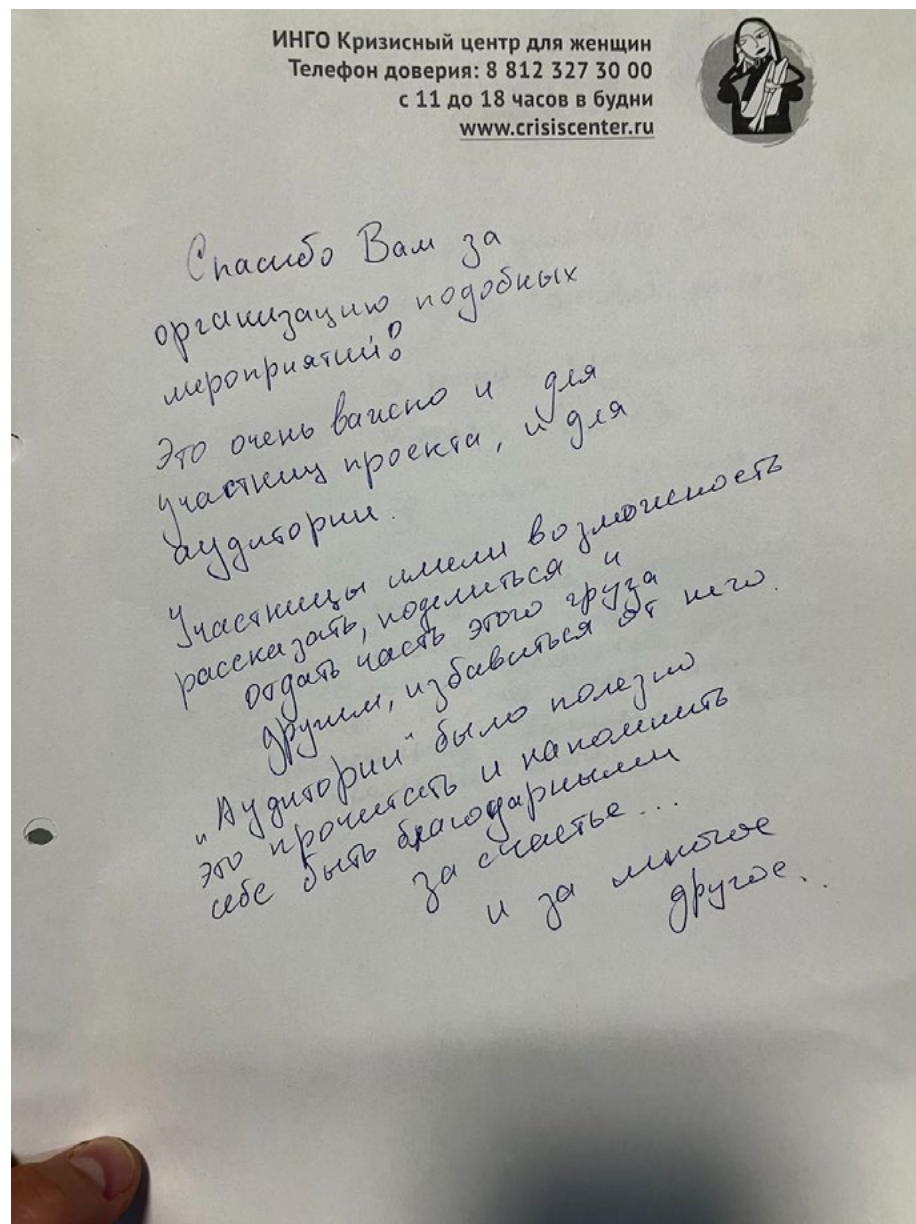 ИНГО Кризисный центр для женщин
Телефон доверия: 8 812 327 30 00
с 11 до 18 часов в будни
www.crisiscenter.ru
Спасибо Вам за
организацию подобных
мероприятий!
Это очень важно и для
участниц проекта, и для
аудитории.
Участницы имели возможность
рассказать, поделиться и
отдать часть этого груза
другим, избавиться от него.
„Аудитории" было полезно
это прочитать и напомнить
себе быть благодарными
за счастье...
и за многое
другое...